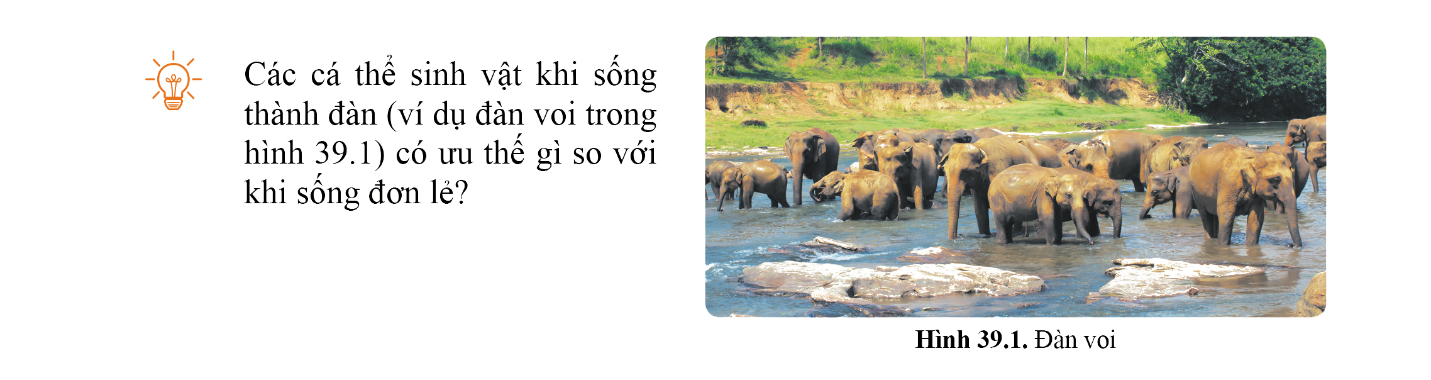 Các cá thể sinh vật khi sống
thành đàn (ví dụ đàn voi trong
hình 39.1) có ưu thế gì so với
khi sống đơn lẻ?
Hình 39.1. Đàn voi